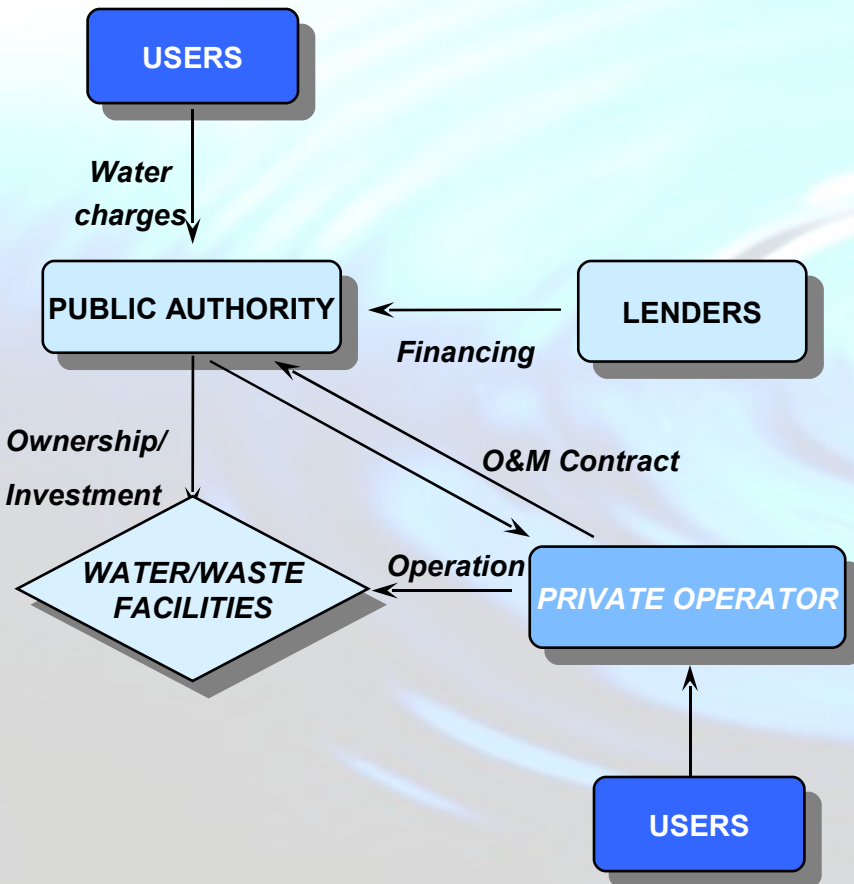 USERS
Water
charges
PUBLIC AUTHORITY
LENDERS
Financing
Ownership/
Investment
O&M Contract
WATER/WASTE
FACILITIES
Operation
PRIVATE OPERATOR
USERS